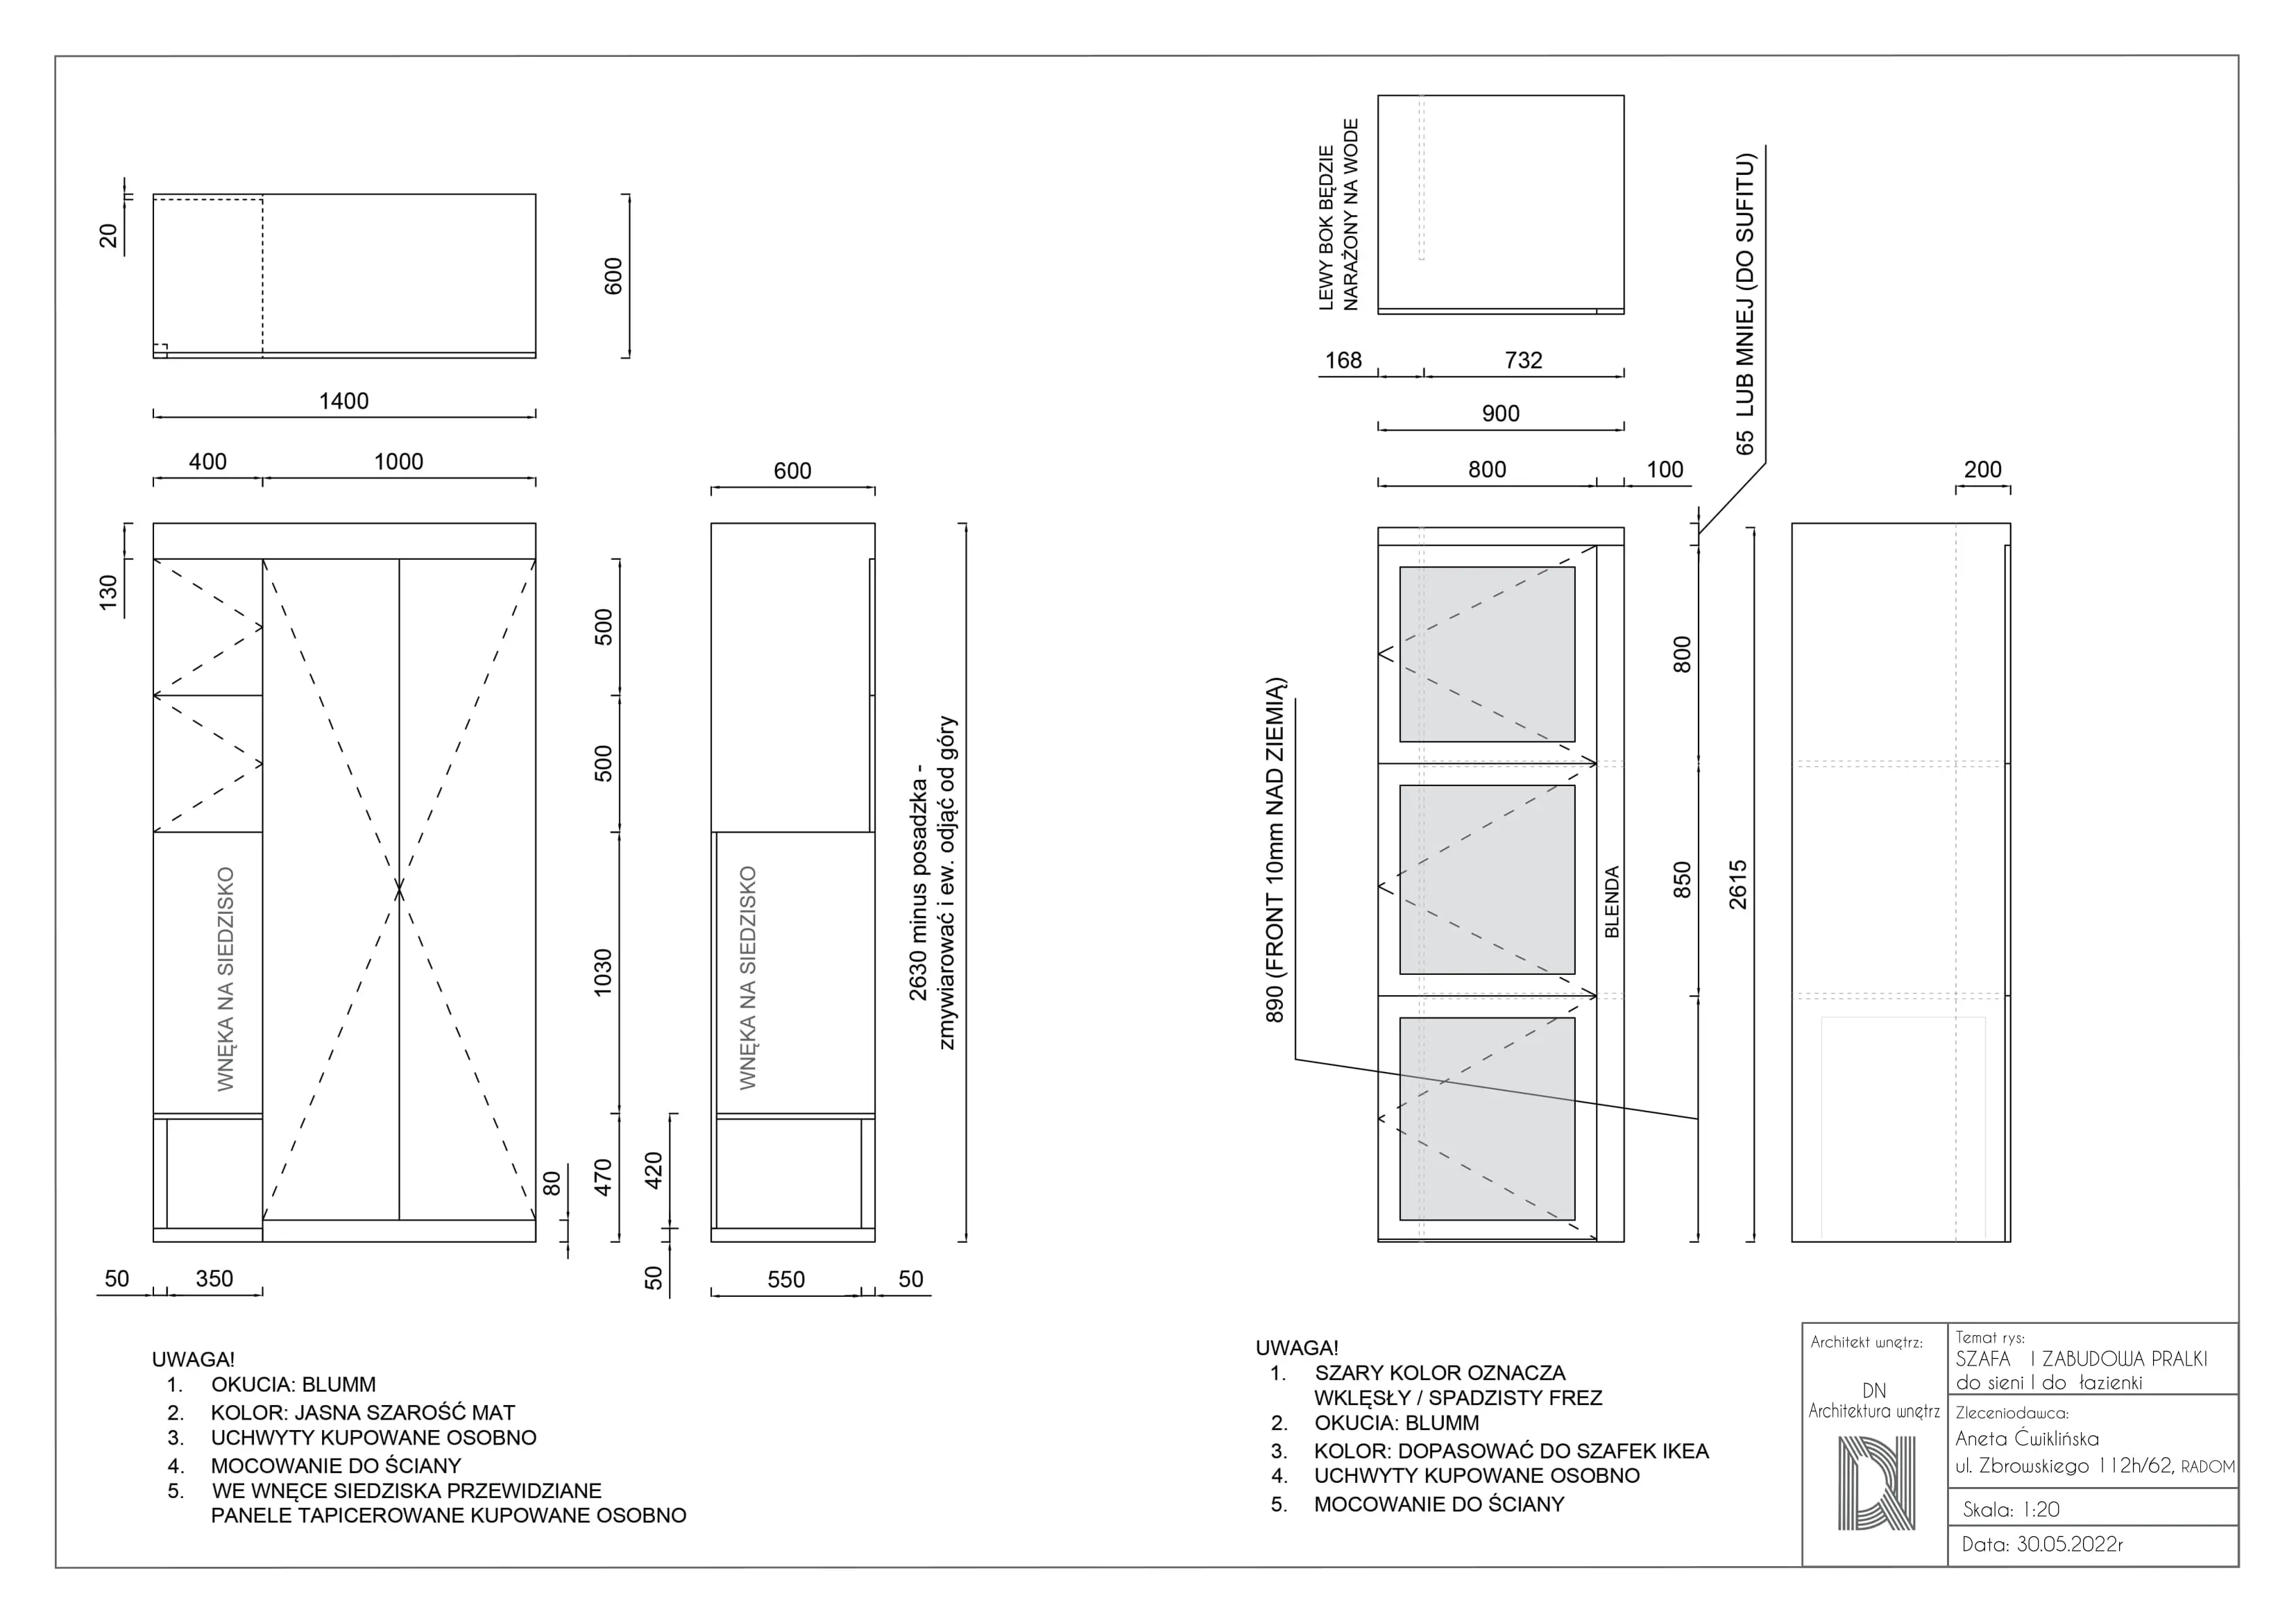 20
600
1400
400
1000
130
500
500
1030
470
80
420
50
WNĘKA NA SIEDZISKO
50
350
600
WNĘKA NA SIEDZISKO
2630 minus posadzka -
zmywiarować i ew. odjąć od góry
550
50
UWAGA!
1. OKUCIA: BLUMM
2. KOLOR: JASNA SZAROŚĆ MAT
3. UCHWYTY KUPOWANE OSOBNO
4. MOCOWANIE DO ŚCIANY
5. WE WNĘCE SIEDZISKA PRZEWIDZIANE
PANELE TAPICEROWANE KUPOWANE OSOBNO
LEWY BOK BĘDZIE
NARAŻONY NA WODE
168
732
900
800
100
65 LUB MNIEJ (DO SUFITU)
200
890 (FRONT 10mm NAD ZIEMIĄ)
BLENDA
800
850
2615
UWAGA!
1. SZARY KOLOR OZNACZA
WKLĘSŁY / SPADZISTY FREZ
2. OKUCIA: BLUMM
3. KOLOR: DOPASOWAĆ DO SZAFEK IKEA
4. UCHWYTY KUPOWANE OSOBNO
5. MOCOWANIE DO ŚCIANY
Architekt wnętrz:
DN
Architektura wnętrz
Temat rys:
SZAFA I ZABUDOWA PRALKI
do sieni I do łazienki
Zleceniodawca:
Aneta Ćwiklińska
ul. Zbrowskiego 112h/62, RADOM
Skala: 1:20
Data: 30.05.2022r